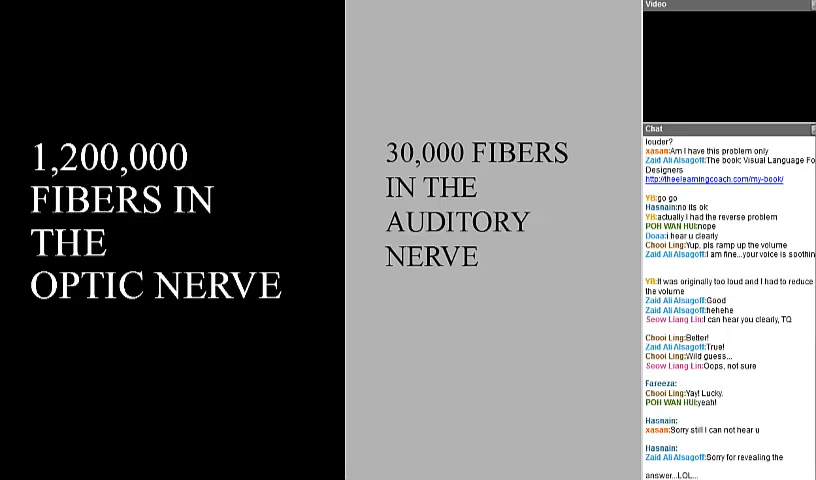 1,200,000
FIBERS IN
THE
OPTIC NERVE
30,000 FIBERS
IN THE
AUDITORY
NERVE
Video
Chat
louder?
xasan:Am I have this problem only
Zaid Ali Alsagoff:The book: Visual Language Fo
Designers
http://theelearningcoach.com/my-book/
YB:go go
Hasnain:no its ok
YB:actually I had the reverse problem
POH WAN HUI:nope
Doaa:i hear u clearly
Chooi Ling:Yup, pls ramp up the volume
Zaid Ali Alsagoff:I am fine...your voice is soothin
YB:It was originally too loud and I had to reduce
the volume
Zaid Ali Alsagoff:Good
Zaid Ali Alsagoff:hehehe
Seow Liang Lin:I can hear you clearly, TQ
Chooi Ling:Better!
Zaid Ali Alsagoff:True!
Chooi Ling:Wild guess...
Seow Liang Lin:Oops, not sure
Fareeza:
Chooi Ling:Yay! Lucky.
POH WAN HUI:yeah!
Hasnain:
xasan:Sorry still I can not hear u
Hasnain:
Zaid Ali Alsagoff:Sorry for revealing the
answer...LOL...